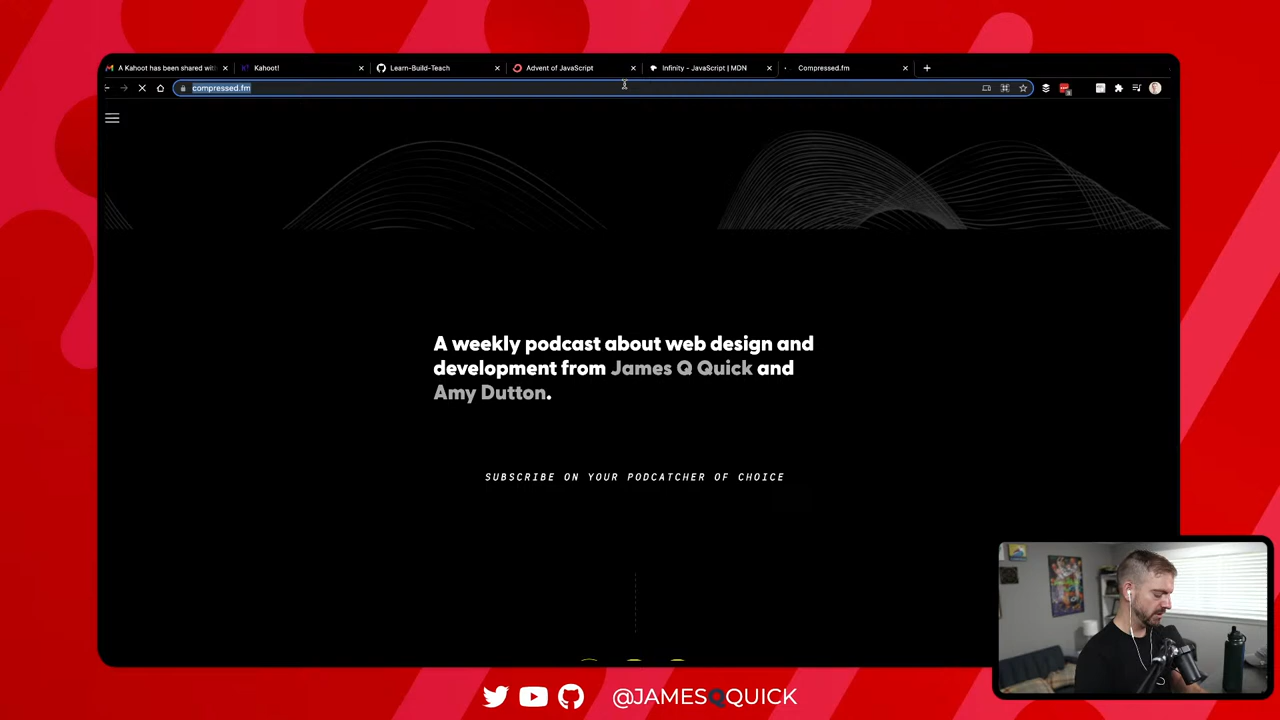 A Kahoot has been shared with
Kahoot!
Learn-Build-Teach
Advent of JavaScript
Infinity - JavaScript | MDN
Compressed.fm
compressed.fm
A weekly podcast about web design and
development from James Q Quick and
Amy Dutton.
SUBSCRIBE ON YOUR PODCATCHER OF CHOICE
@JAMESQQUICK